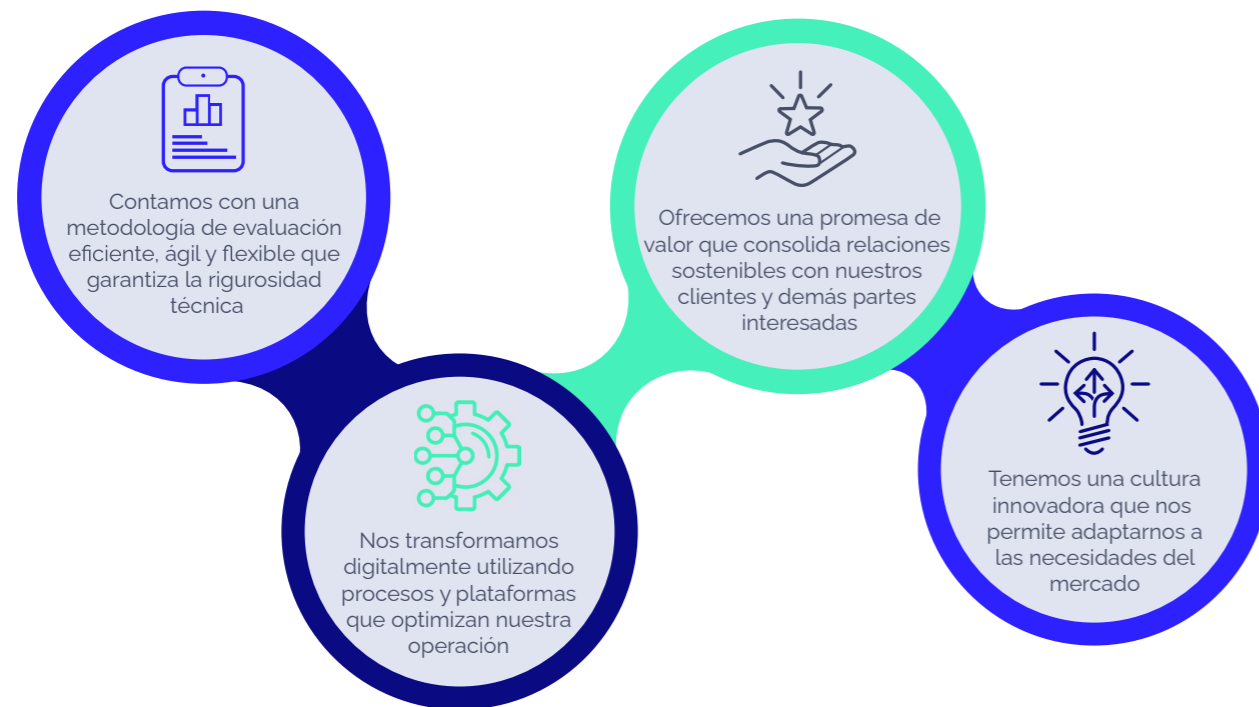 Contamos con una
metodología de evaluación
eficiente, ágil y flexible que
garantiza la rigurosidad
técnica
Nos transformamos
digitalmente utilizando
procesos y plataformas
que optimizan nuestra
operación
Ofrecemos una promesa de
valor que consolida relaciones
sostenibles con nuestros
clientes y demás partes
interesadas
Tenemos una cultura
innovadora que nos
permite adaptarnos a
las necesidades del
mercado